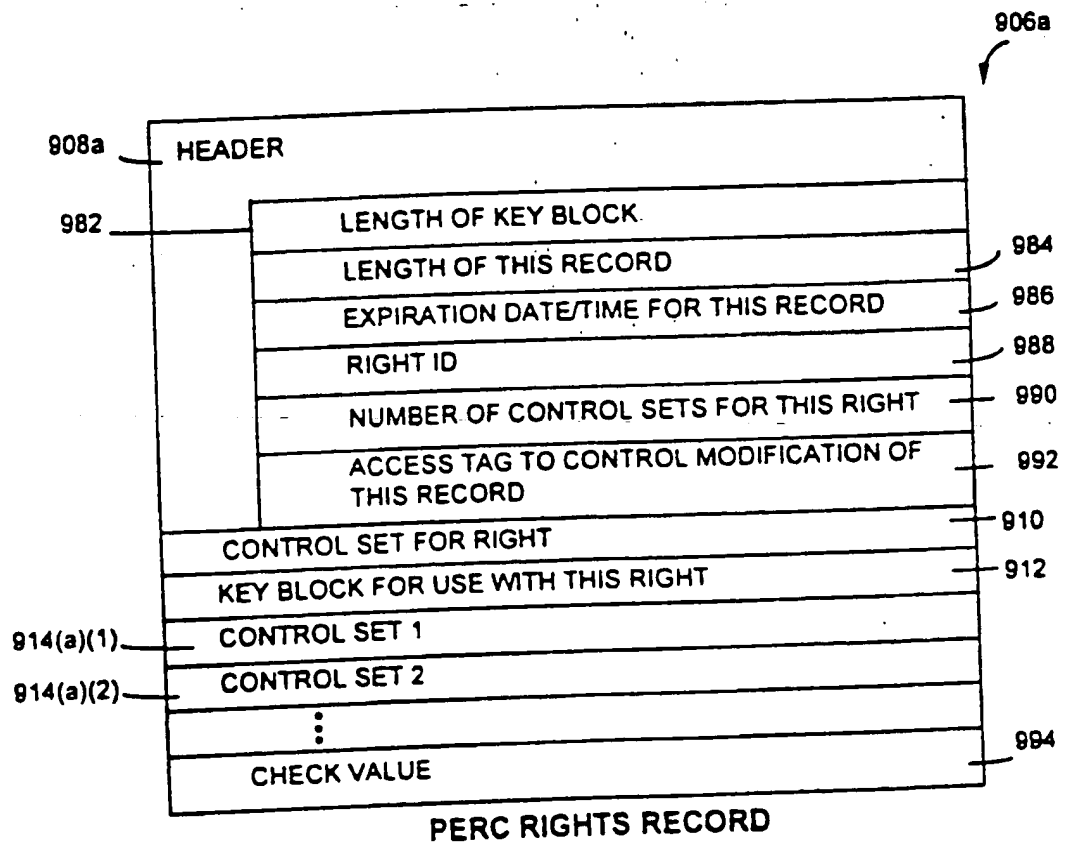 906a
908a
HEADER
982
LENGTH OF KEY BLOCK
LENGTH OF THIS RECORD
984
EXPIRATION DATE/TIME FOR THIS RECORD
986
RIGHT ID
988
NUMBER OF CONTROL SETS FOR THIS RIGHT
990
ACCESS TAG TO CONTROL MODIFICATION OF
THIS RECORD
992
CONTROL SET FOR RIGHT
910
KEY BLOCK FOR USE WITH THIS RIGHT
912
914(a)(1)
CONTROL SET 1
914(a)(2)
CONTROL SET 2
⋮
CHECK VALUE
994
PERC RIGHTS RECORD